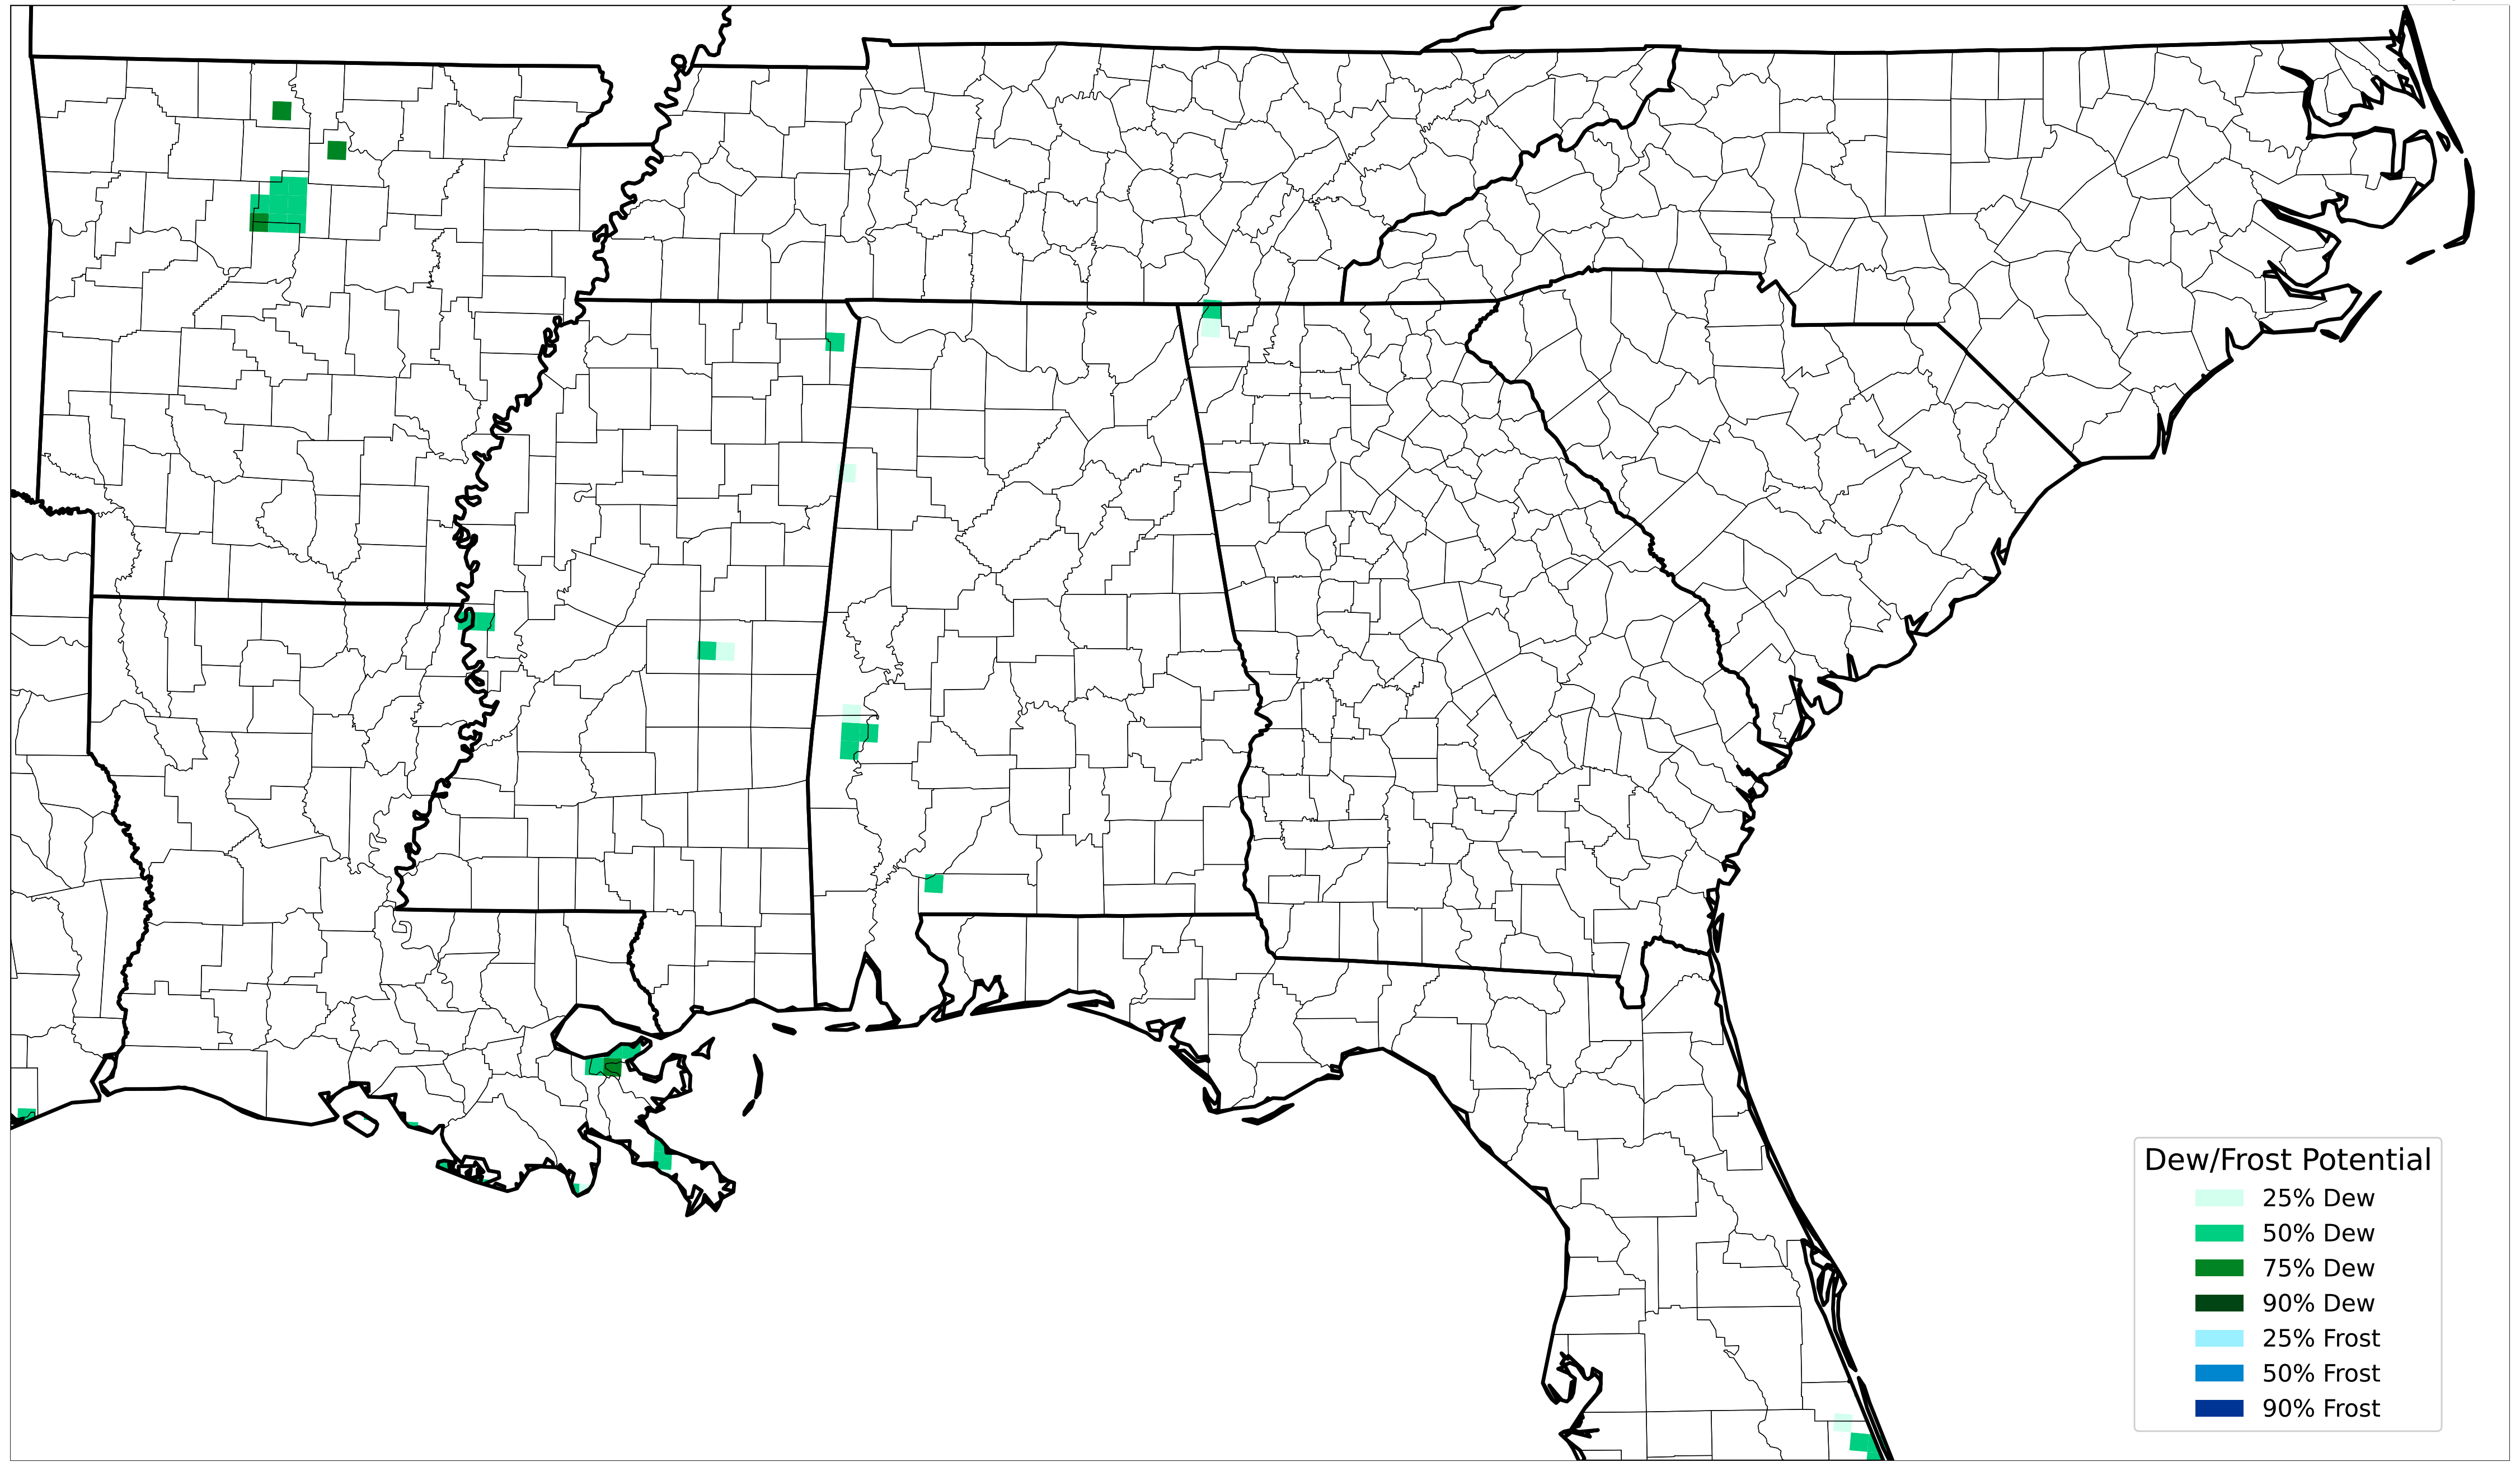 Dew/Frost Potential
25% Dew
50% Dew
75% Dew
90% Dew
25% Frost
50% Frost
90% Frost